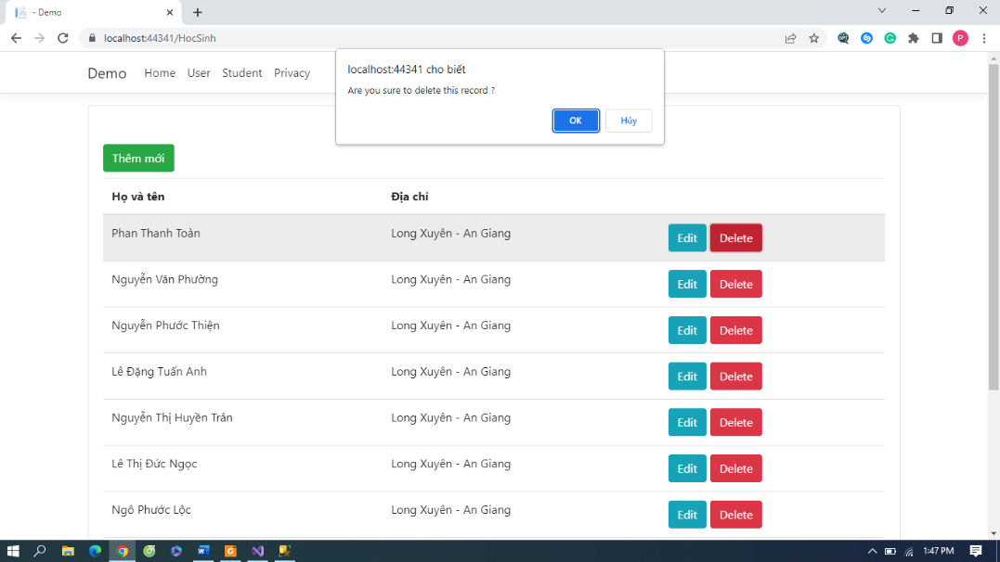 - Demo
localhost:44341/HocSinh
P
Demo Home User Student Privacy
localhost:44341 cho biết
Are you sure to delete this record ?
OK Hủy
Thêm mới
Họ và tên Địa chỉ
Phan Thanh Toàn Long Xuyên - An Giang Edit Delete
Nguyễn Văn Phường Long Xuyên - An Giang Edit Delete
Nguyễn Phước Thiện Long Xuyên - An Giang Edit Delete
Lê Đặng Tuấn Anh Long Xuyên - An Giang Edit Delete
Nguyễn Thị Huyền Trân Long Xuyên - An Giang Edit Delete
Lê Thị Đức Ngọc Long Xuyên - An Giang Edit Delete
Ngô Phước Lộc Long Xuyên - An Giang Edit Delete
1:47 PM